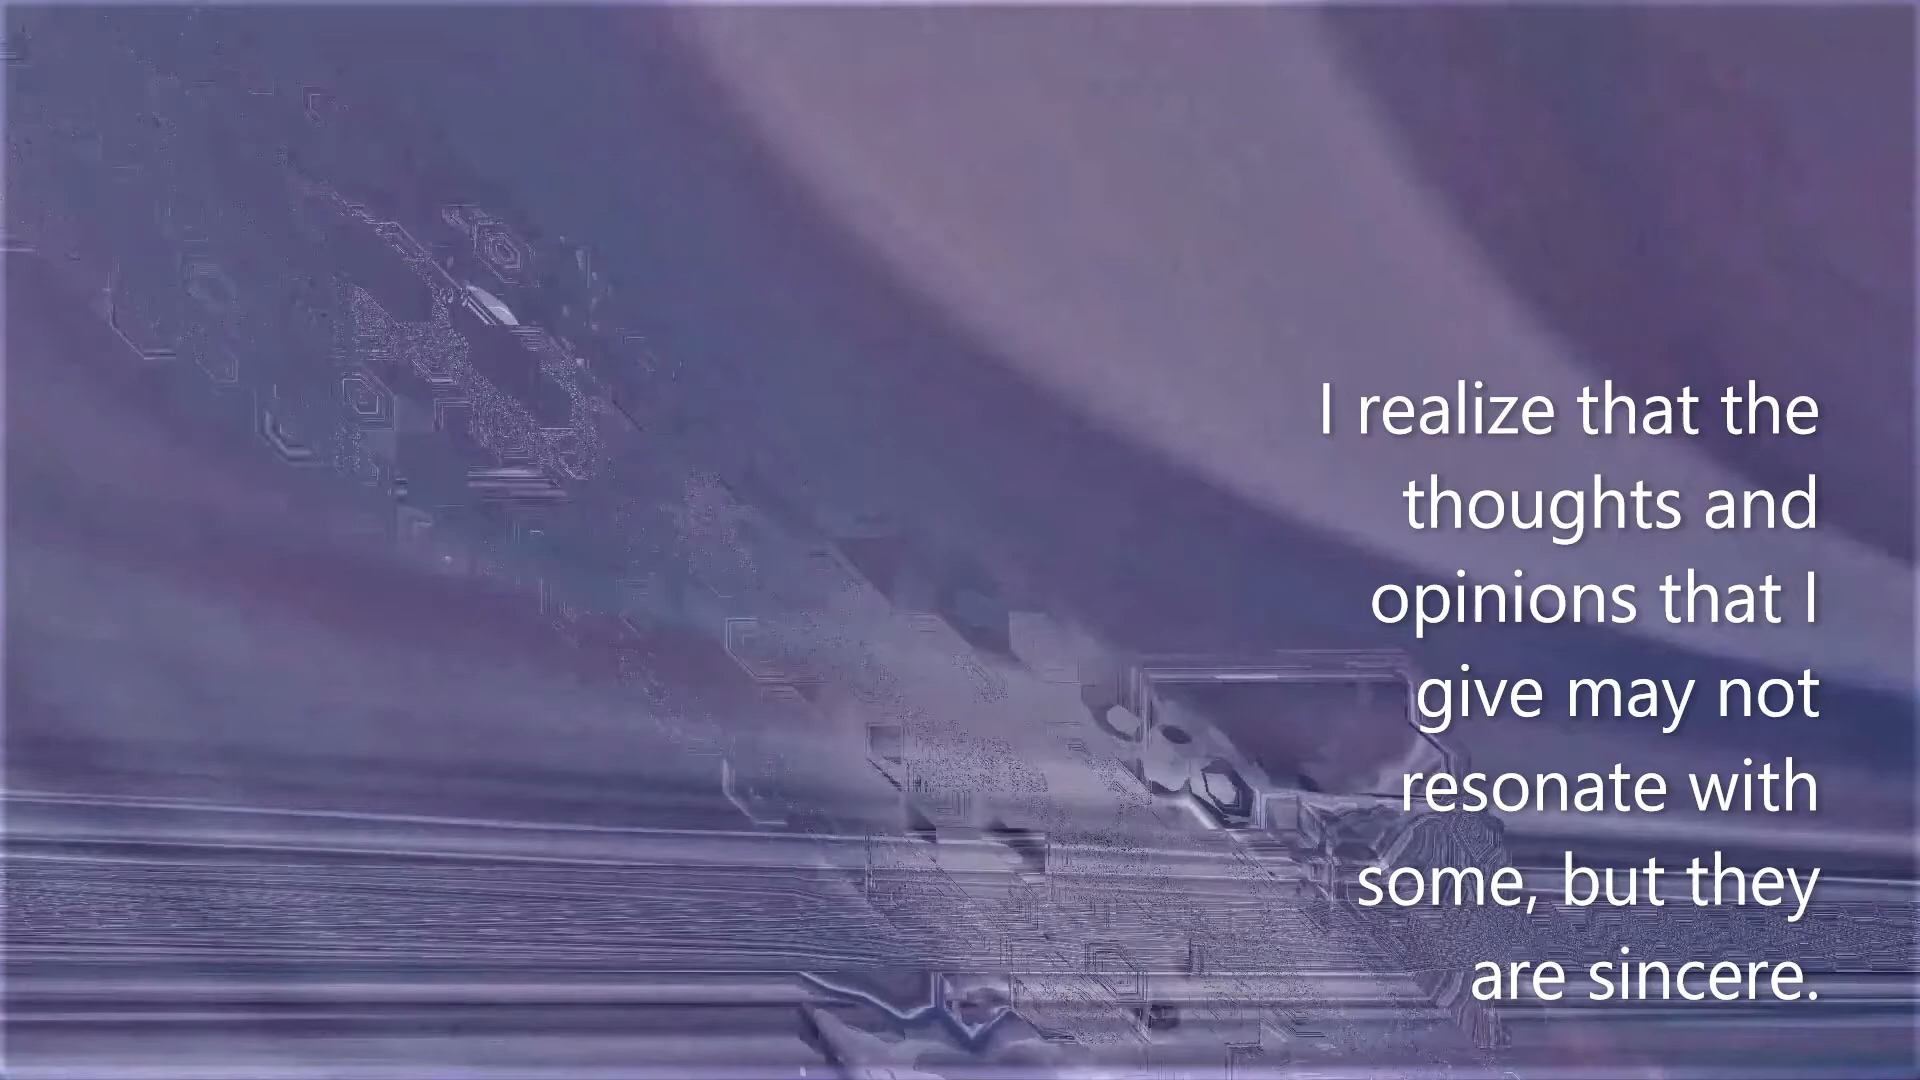 I realize that the
thoughts and
opinions that I
give may not
resonate with
some, but they
are sincere.